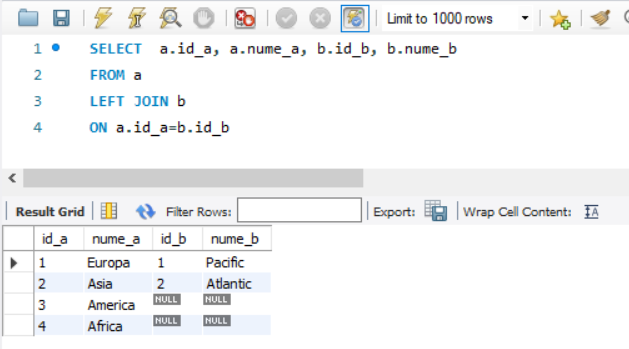 Limit to 1000 rows
1 SELECT a.id_a, a.nume_a, b.id_b, b.nume_b
2 FROM a
3 LEFT JOIN b
4 ON a.id_a=b.id_b
Result Grid Filter Rows: Export: Wrap Cell Content: IA
id_a nume_a id_b nume_b
1 Europa 1 Pacific
2 Asia 2 Atlantic
3 America NULL NULL
4 Africa NULL NULL